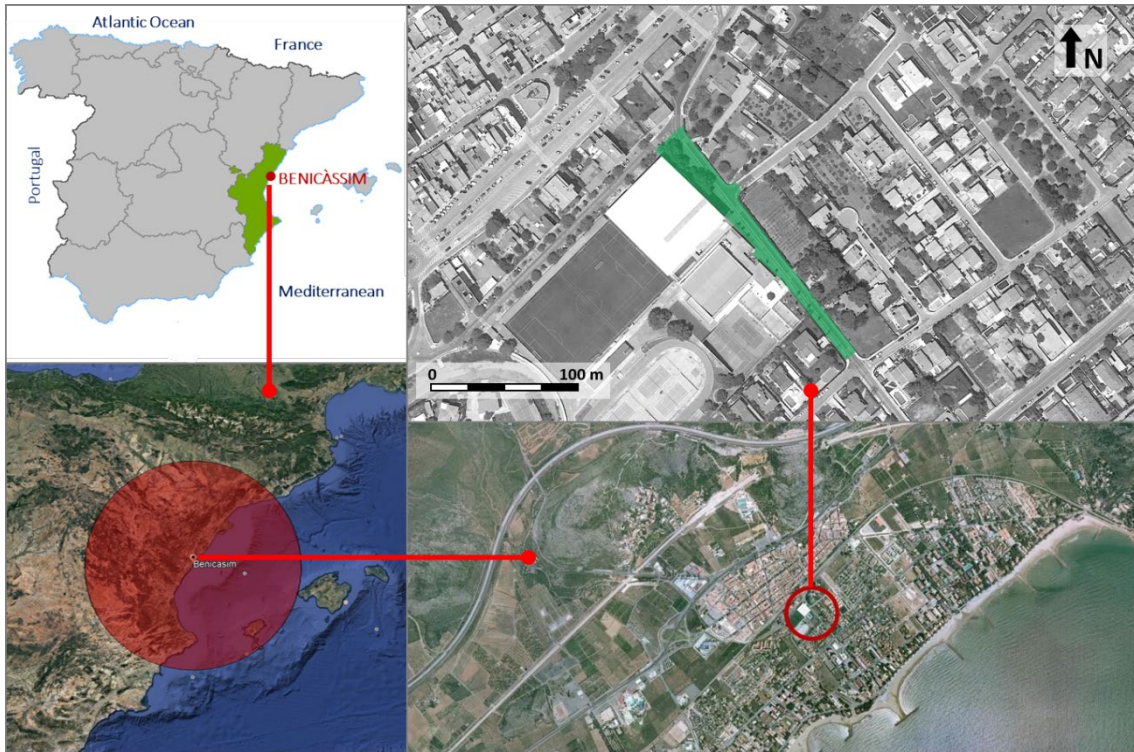 Atlantic Ocean
France
Portugal
BENICÀSSIM
Mediterranean
N
0 100 m
Benicasim